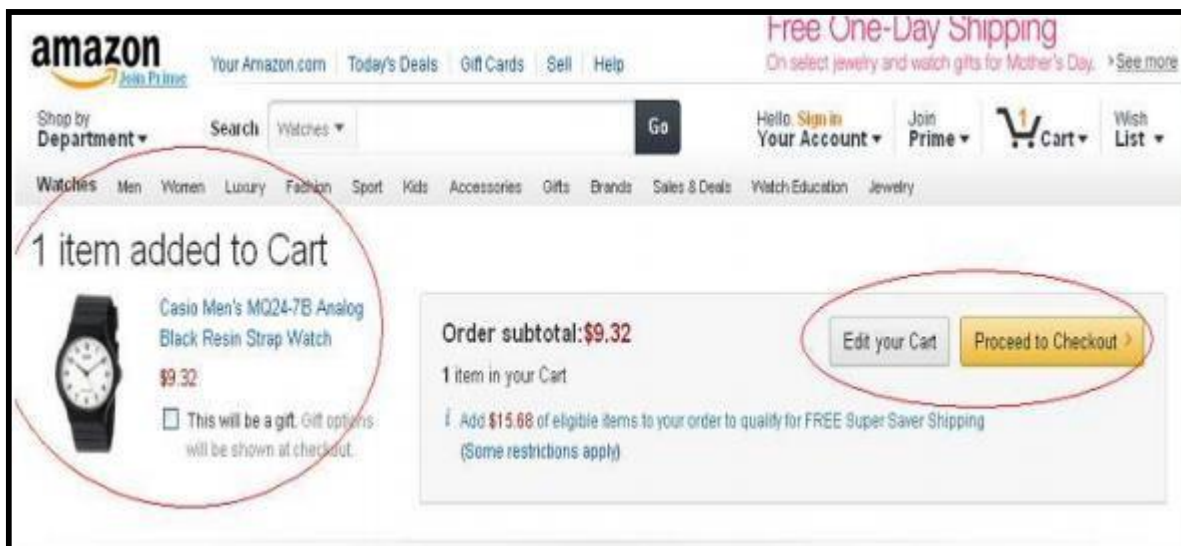 Free One-Day Shipping
amazon
Join Prime
Your Amazon.com Today's Deals Gift Cards Sell Help
On select jewelry and watch gifts for Mother's Day. › See more
Shop by
Department
Search Watches Go
Hello. Sign in
Your Account
Join
Prime
1
Cart
Wish
List
Watches Men Women Luxury Fashion Sport Kids Accessories Gifts Brands Sales & Deals Watch Education Jewelry
1 item added to Cart
Casio Men's MQ24-7B Analog
Black Resin Strap Watch
$9.32
This will be a gift. Gift options
will be shown at checkout.
Order subtotal:$9.32
1 item in your Cart
i Add $15.68 of eligible items to your order to qualify for FREE Super Saver Shipping
(Some restrictions apply)
Edit your Cart
Proceed to Checkout ›